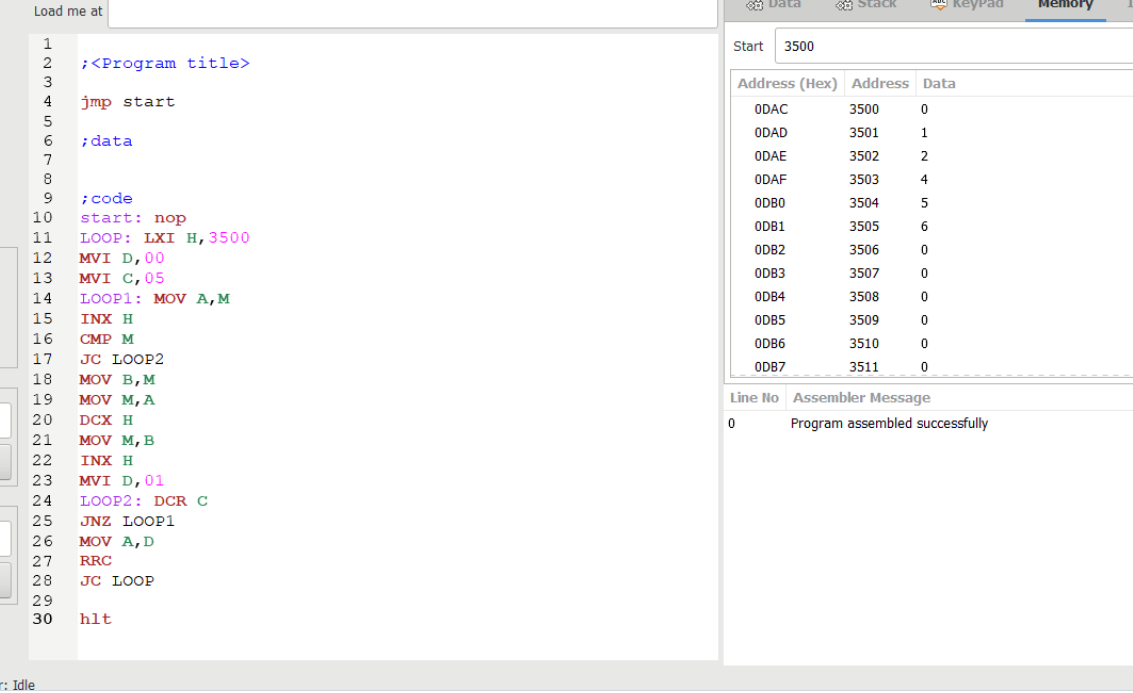 Load me at
Data Stack KeyPad Memory
Start 3500
1
2 ;<Program title>
3
4 jmp start
5
6 ;data
7
8
9 ;code
10 start: nop
11 LOOP: LXI H,3500
12 MVI D,00
13 MVI C,05
14 LOOP1: MOV A,M
15 INX H
16 CMP M
17 JC LOOP2
18 MOV B,M
19 MOV M,A
20 DCX H
21 MOV M,B
22 INX H
23 MVI D,01
24 LOOP2: DCR C
25 JNZ LOOP1
26 MOV A,D
27 RRC
28 JC LOOP
29
30 hlt
Address (Hex) Address Data
0DAC 3500 0
0DAD 3501 1
0DAE 3502 2
0DAF 3503 4
0DB0 3504 5
0DB1 3505 6
0DB2 3506 0
0DB3 3507 0
0DB4 3508 0
0DB5 3509 0
0DB6 3510 0
0DB7 3511 0
Line No Assembler Message
0 Program assembled successfully
: Idle